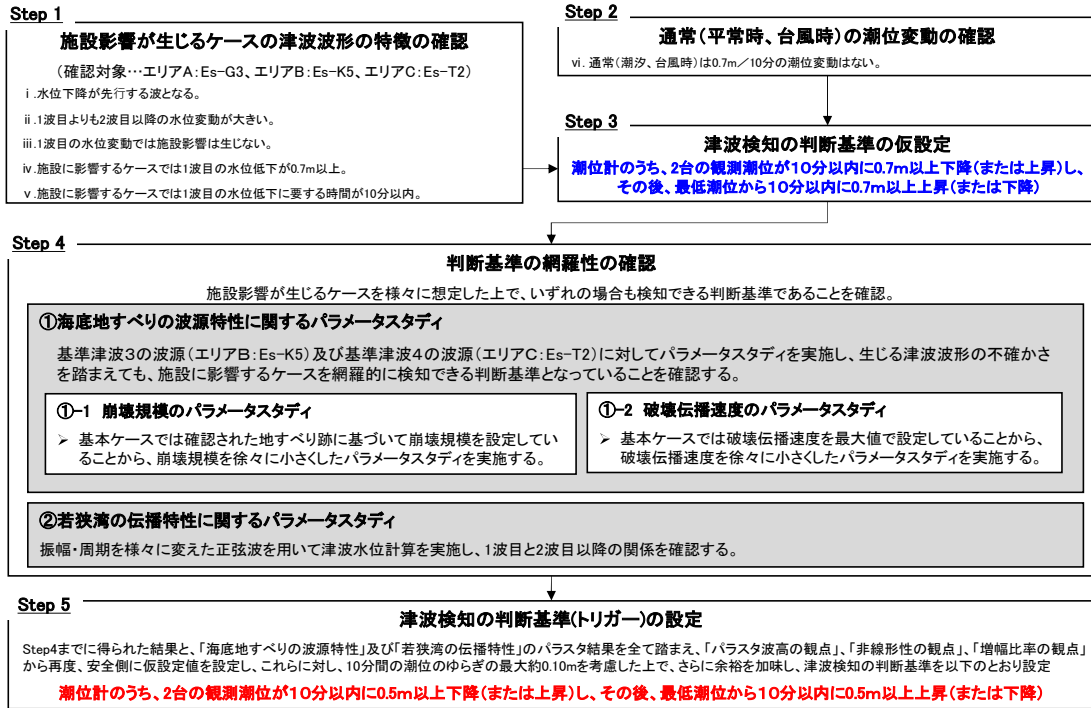 Step 1
施設影響が生じるケースの津波波形の特徴の確認
(確認対象…エリアA:Es-G3、エリアB:Es-K5、エリアC:Es-T2)
ⅰ.水位下降が先行する波となる。
ⅱ.1波目よりも2波目以降の水位変動が大きい。
ⅲ.1波目の水位変動では施設影響は生じない。
ⅳ.施設に影響するケースでは1波目の水位低下が0.7m以上。
ⅴ.施設に影響するケースでは1波目の水位低下に要する時間が10分以内。
Step 2
通常(平常時、台風時)の潮位変動の確認
ⅵ.通常(潮汐、台風時)は0.7m/10分の潮位変動はない。
Step 3
津波検知の判断基準の仮設定
潮位計のうち、2台の観測潮位が10分以内に0.7m以上下降(または上昇)し、
その後、最低潮位から10分以内に0.7m以上上昇(または下降)
Step 4
判断基準の網羅性の確認
施設影響が生じるケースを様々に想定した上で、いずれの場合も検知できる判断基準であることを確認。
①海底地すべりの波源特性に関するパラメータスタディ
基準津波3の波源(エリアB:Es-K5)及び基準津波4の波源(エリアC:Es-T2)に対してパラメータスタディを実施し、生じる津波波形の不確かさ
を踏まえても、施設に影響するケースを網羅的に検知できる判断基準となっていることを確認する。
①-1 崩壊規模のパラメータスタディ
➢ 基本ケースでは確認された地すべり跡に基づいて崩壊規模を設定してい
ることから、崩壊規模を徐々に小さくしたパラメータスタディを実施する。
①-2 破壊伝播速度のパラメータスタディ
➢ 基本ケースでは破壊伝播速度を最大値で設定していることから、
破壊伝播速度を徐々に小さくしたパラメータスタディを実施する。
②若狭湾の伝播特性に関するパラメータスタディ
振幅・周期を様々に変えた正弦波を用いて津波水位計算を実施し、1波目と2波目以降の関係を確認する。
Step 5
津波検知の判断基準(トリガー)の設定
Step4までに得られた結果と、「海底地すべりの波源特性」及び「若狭湾の伝播特性」のパラスタ結果を全て踏まえ、「パラスタ波高の観点」、「非線形性の観点」、「増幅比率の観点」
から再度、安全側に仮設定値を設定し、これらに対し、10分間の潮位のゆらぎの最大約0.10mを考慮した上で、さらに余裕を加味し、津波検知の判断基準を以下のとおり設定
潮位計のうち、2台の観測潮位が10分以内に0.5m以上下降(または上昇)し、その後、最低潮位から10分以内に0.5m以上上昇(または下降)